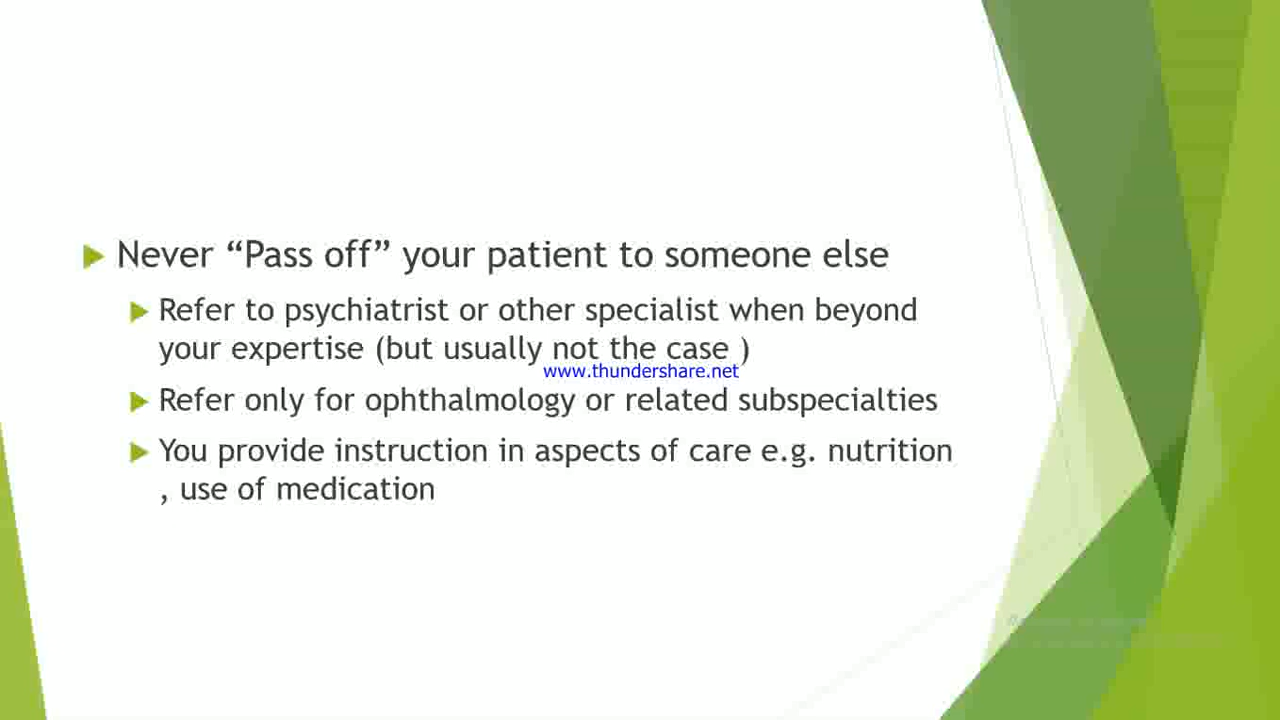 Never “Pass off” your patient to someone else
Refer to psychiatrist or other specialist when beyond
your expertise (but usually not the case )
www.thundershare.net
Refer only for ophthalmology or related subspecialties
You provide instruction in aspects of care e.g. nutrition
, use of medication